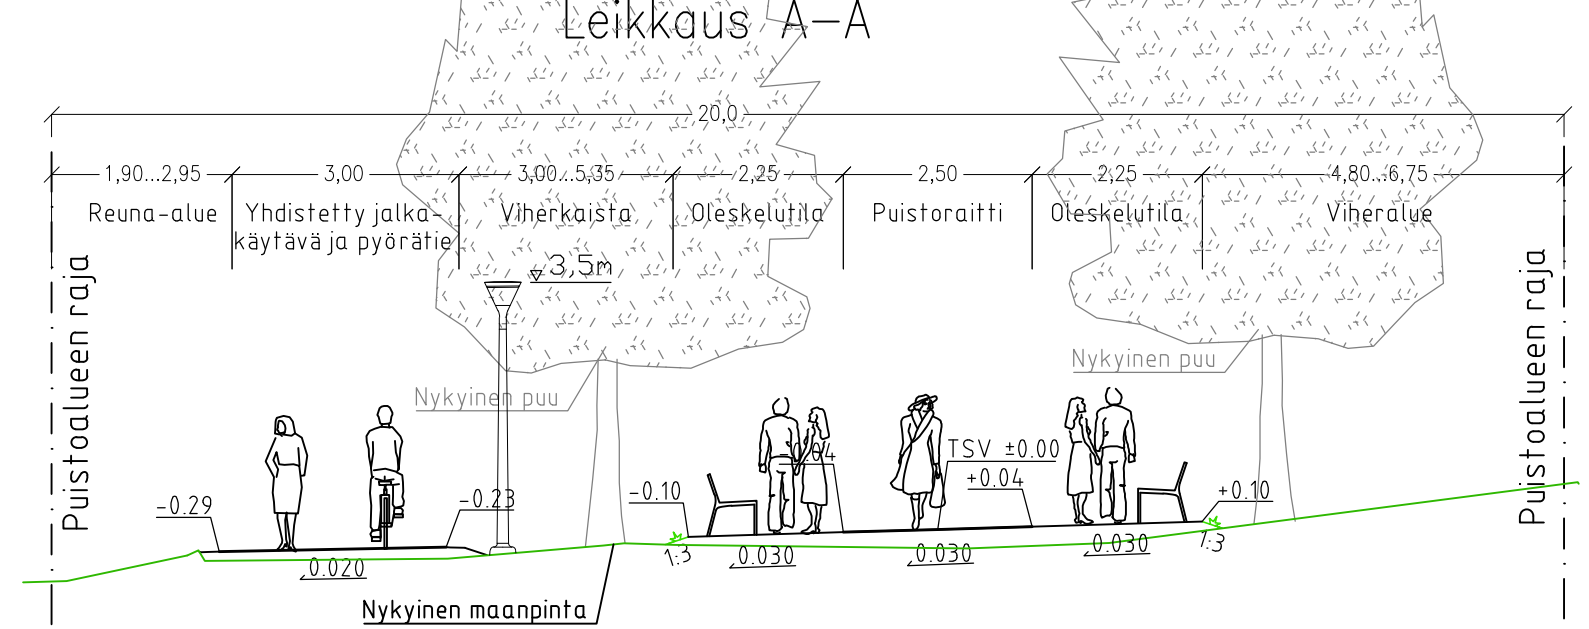 Leikkaus A-A
20,0
1,90...2,95
3,00
3,00...5,35
2,25
2,50
2,25
4,80...6,75
Reuna-alue
Yhdistetty jalka-
käytävä ja pyörätie
Viherkaista
Oleskelutila
Puistoraitti
Oleskelutila
Viheralue
Puistoalueen raja
Puistoalueen raja
3,5m
Nykyinen puu
Nykyinen puu
-0.29
-0.23
-0.10
-0.04
TSV ±0.00
+0.04
+0.10
0.020
1:3
0.030
0.030
0.030
1:3
Nykyinen maanpinta